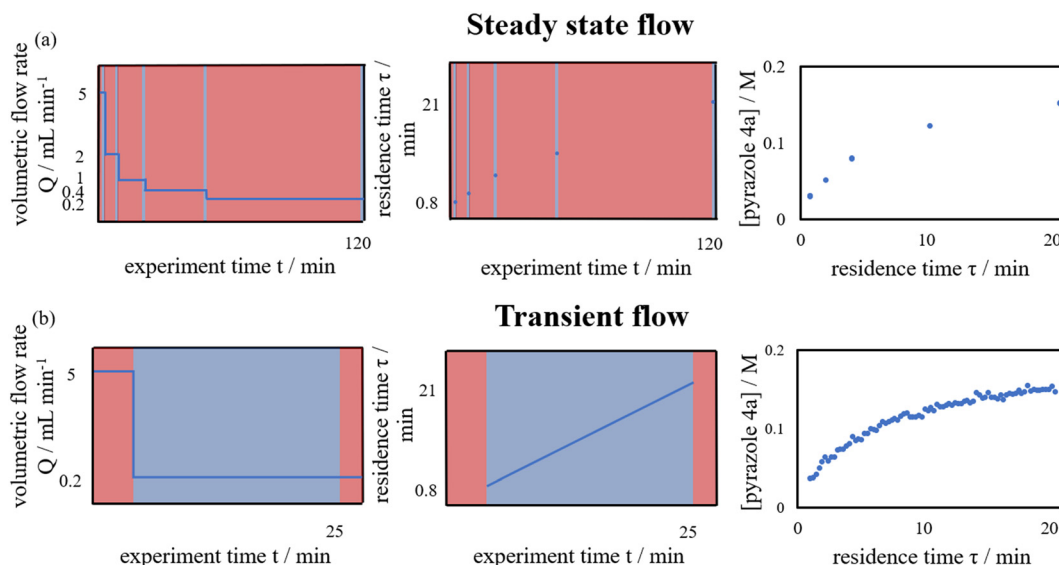 Steady state flow
(a)
volumetric flow rate
Q / mL min⁻¹
5
2
1
0.4
0.2
120
experiment time t / min
residence time τ /
min
21
0.8
120
experiment time t / min
[pyrazole 4a] / M
0.2
0.1
0
0
10
20
residence time τ / min
Transient flow
(b)
volumetric flow rate
Q / mL min⁻¹
5
0.2
25
experiment time t / min
residence time τ /
min
21
0.8
25
experiment time t / min
[pyrazole 4a] / M
0.2
0.1
0
0
10
20
residence time τ / min